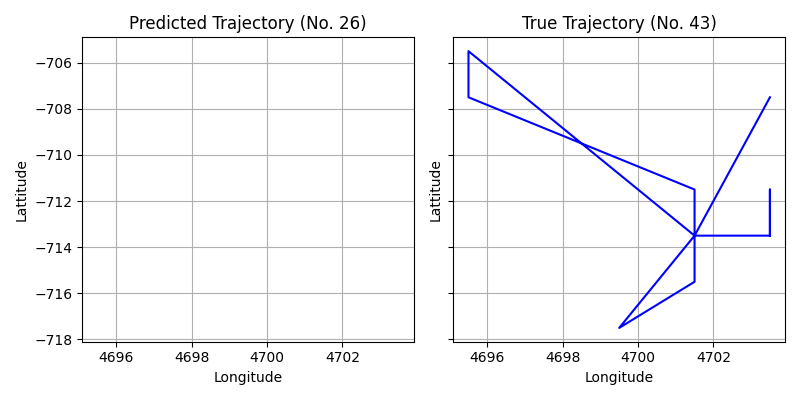 Predicted Trajectory (No. 26)
−706
−708
−710
−712
−714
−716
−718
Lattitude
4696 4698 4700 4702
Longitude
True Trajectory (No. 43)
Lattitude
4696 4698 4700 4702
Longitude